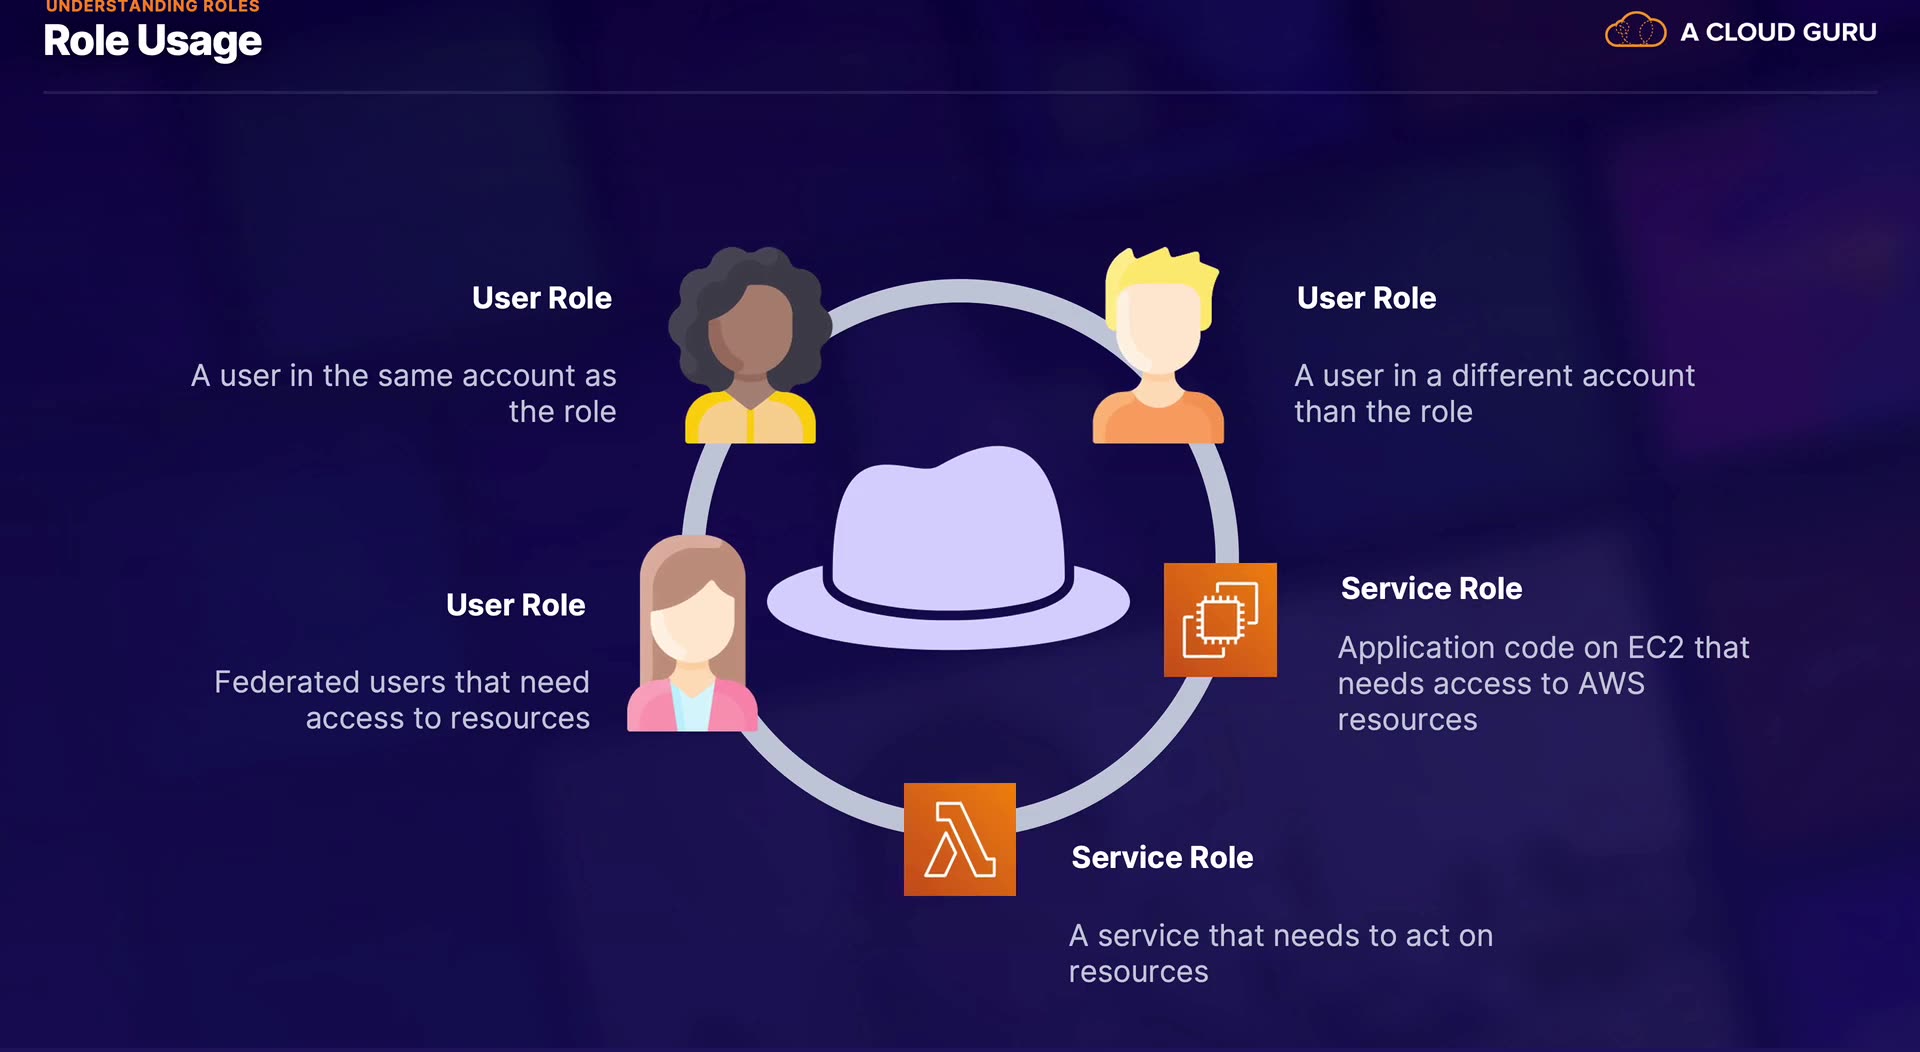 UNDERSTANDING ROLES
Role Usage
A CLOUD GURU
User Role
A user in the same account as
the role
User Role
A user in a different account
than the role
User Role
Federated users that need
access to resources
Service Role
Application code on EC2 that
needs access to AWS
resources
Service Role
A service that needs to act on
resources